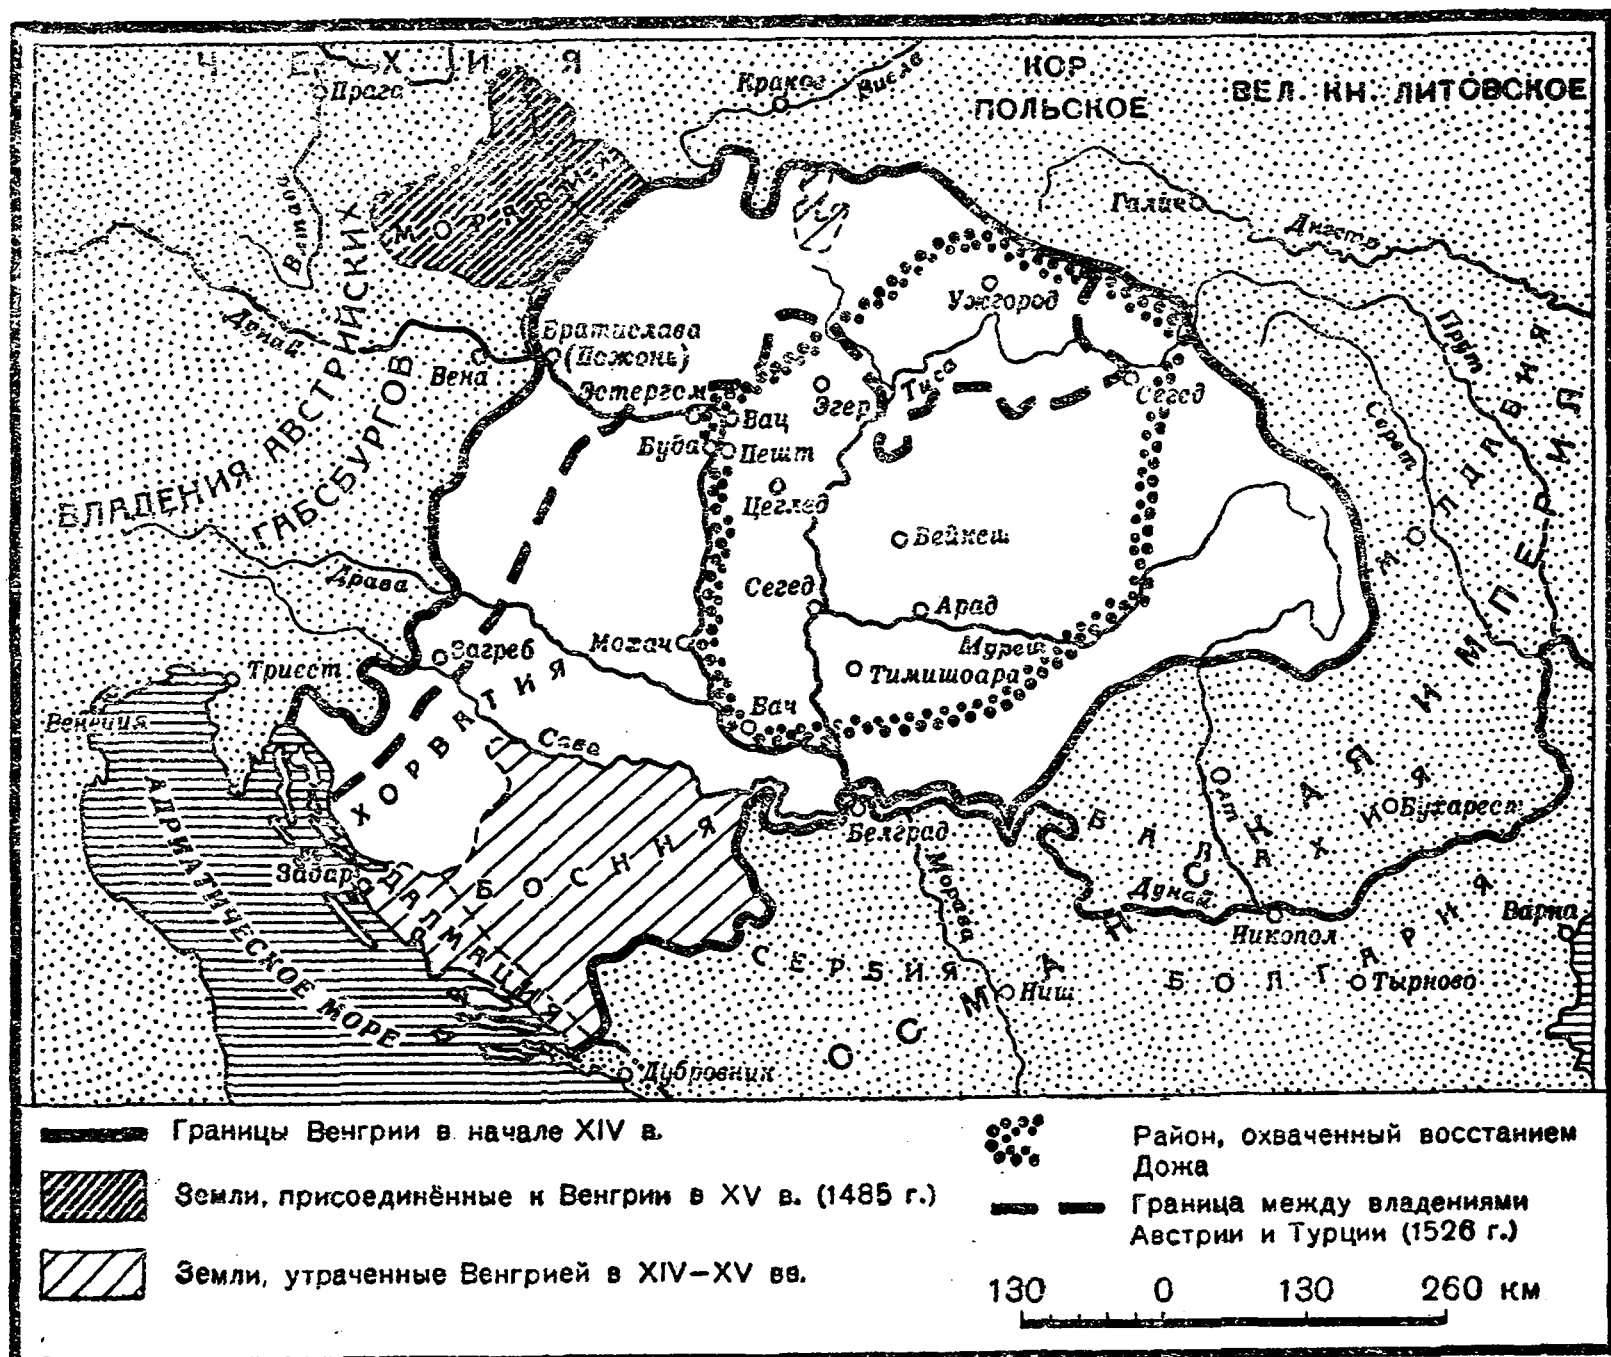 ЧЕХИЯ
Прага
Краков
Висла
КОР
ПОЛЬСКОЕ
ВЕЛ. КН. ЛИТОВСКОЕ
МОРАВИЯ
Галич
Днестр
Дунай
Вена
Братислава
(Пожонь)
Эстергом
Вац
Буда
Пешт
Эгер
Тиса
Ужгород
Сегед
Прут
Серет
МОЛДАВИЯ
ВЛАДЕНИЯ АВСТРИЙСКИХ
ГАБСБУРГОВ
Цеглед
Бейкеш
Драва
Сегед
Арад
Муреш
Загреб
Мохач
Тимишоара
Триест
Венеция
ХОРВАТИЯ
Сава
Бач
Белград
Олт
Бухарест
ВАЛАХИЯ
АДРИАТИЧЕСКОЕ МОРЕ
Задар
ДАЛМАЦИЯ
БОСНИЯ
Морава
Дунай
Никопол
Варна
СЕРБИЯ
Ниш
БОЛГАРИЯ
Тырново
Дубровник
ОСМАНСКАЯ ИМПЕРИЯ
Границы Венгрии в начале XIV в.
Земли, присоединённые к Венгрии в XV в. (1485 г.)
Земли, утраченные Венгрией в XIV–XV вв.
Район, охваченный восстанием
Дожа
Граница между владениями
Австрии и Турции (1526 г.)
130 0 130 260 км